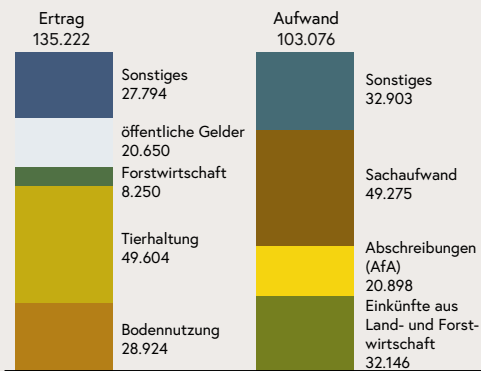 Ertrag
135.222
Sonstiges
27.794
öffentliche Gelder
20.650
Forstwirtschaft
8.250
Tierhaltung
49.604
Bodennutzung
28.924
Aufwand
103.076
Sonstiges
32.903
Sachaufwand
49.275
Abschreibungen
(AfA)
20.898
Einkünfte aus
Land- und Forst-
wirtschaft
32.146